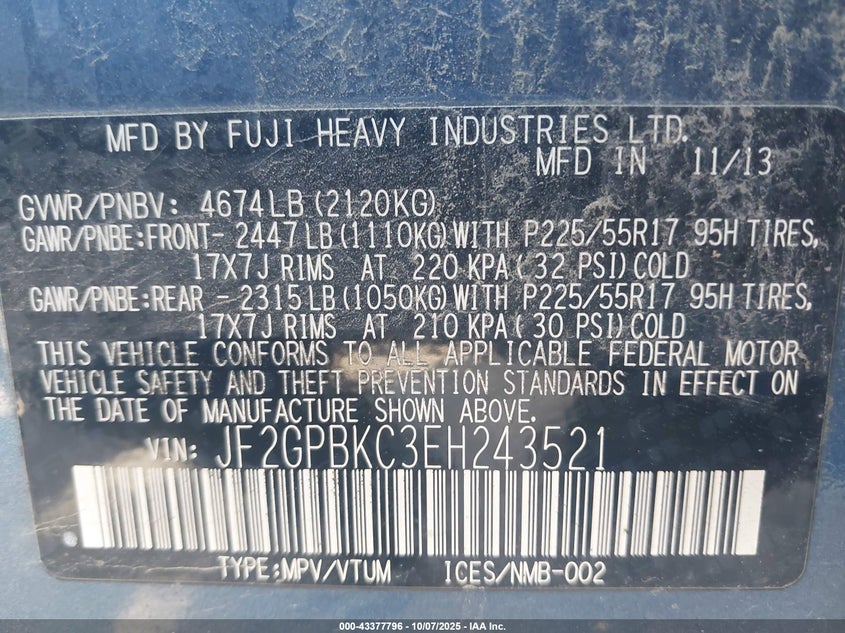 MFD BY FUJI HEAVY INDUSTRIES LTD.
MFD IN 11/13
GVWR/PNBV: 4674LB(2120KG)
GAWR/PNBE:FRONT- 2447LB(1110KG)WITH P225/55R17 95H TIRES,
17X7J RIMS AT 220KPA( 32 PSI)COLD
GAWR/PNBE:REAR - 2315LB(1050KG)WITH P225/55R17 95H TIRES,
17X7J RIMS AT 210KPA( 30 PSI)COLD
THIS VEHICLE CONFORMS TO ALL APPLICABLE FEDERAL MOTOR
VEHICLE SAFETY AND THEFT PREVENTION STANDARDS IN EFFECT ON
THE DATE OF MANUFACTURE SHOWN ABOVE.
VIN: JF2GPBKC3EH243521
TYPE:MPV/VTUM ICES/NMB-002
000-43377796 - 10/07/2025 - IAA Inc.